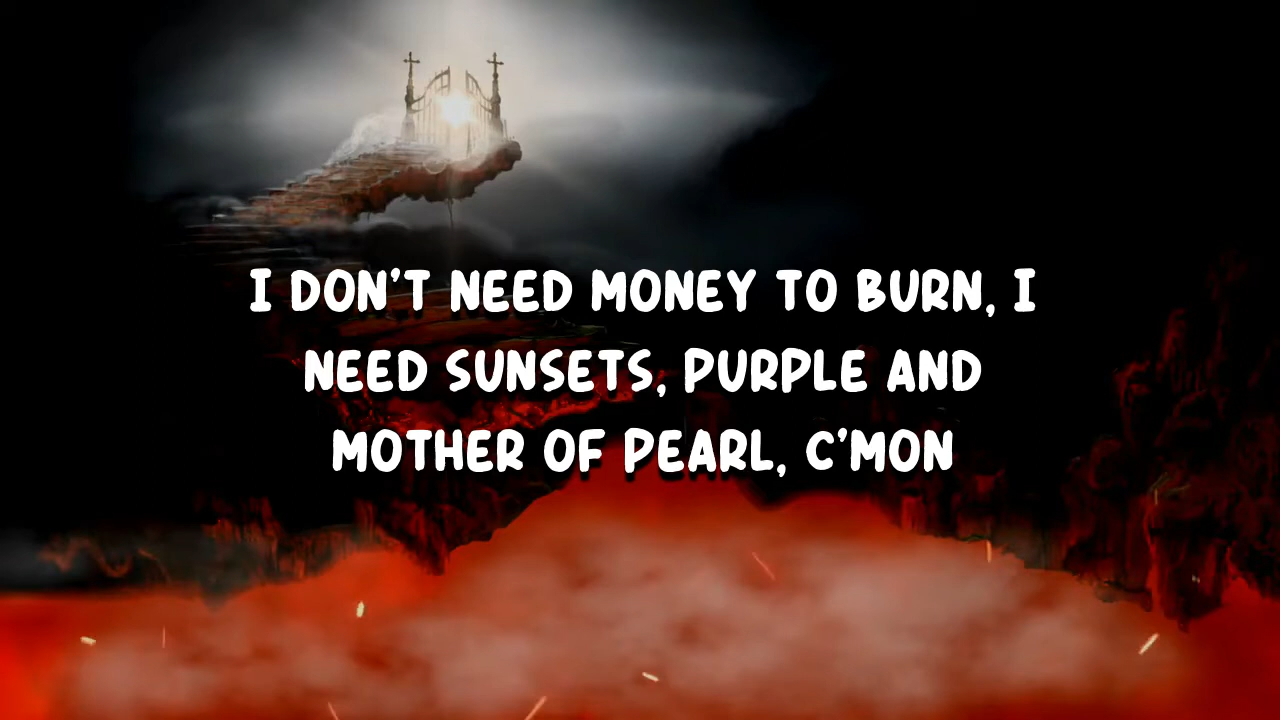 I DON'T NEED MONEY TO BURN, I
NEED SUNSETS, PURPLE AND
MOTHER OF PEARL, C'MON